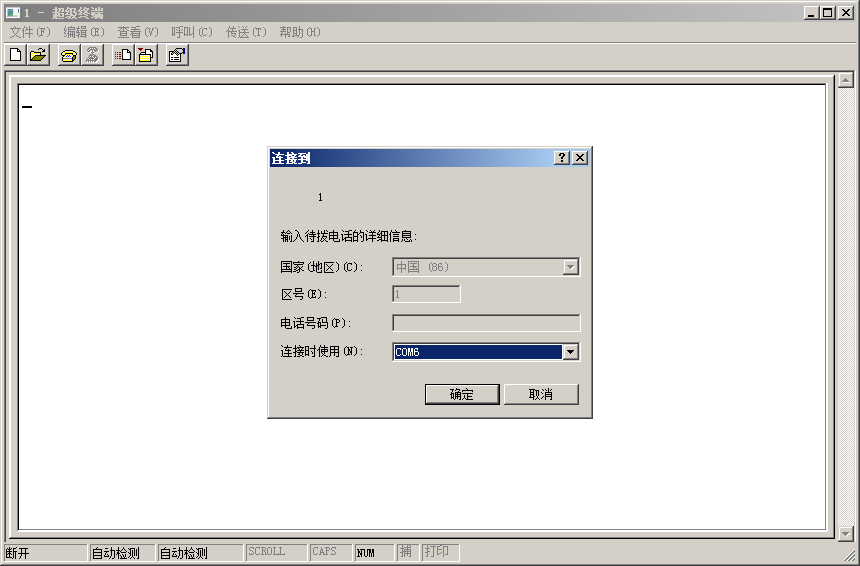 1 - 超级终端
文件(F) 编辑(E) 查看(V) 呼叫(C) 传送(T) 帮助(H)
连接到
1
输入待拨电话的详细信息:
国家(地区)(C): 中国 (86)
区号(E): 1
电话号码(P):
连接时使用(N): COM6
确定 取消
断开 自动检测 自动检测 SCROLL CAPS NUM 捕 打印